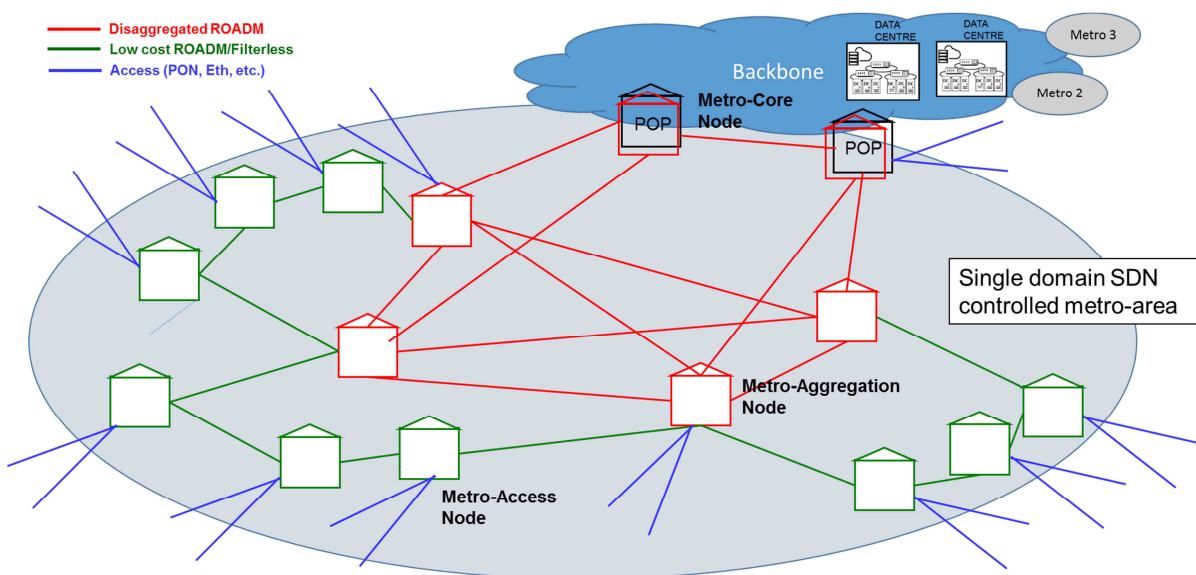 Disaggregated ROADM
Low cost ROADM/Filterless
Access (PON, Eth, etc.)
DATA
CENTRE
DATA
CENTRE
Metro 3
Metro 2
Backbone
Metro-Core
Node
POP
POP
Single domain SDN
controlled metro-area
Metro-Aggregation
Node
Metro-Access
Node